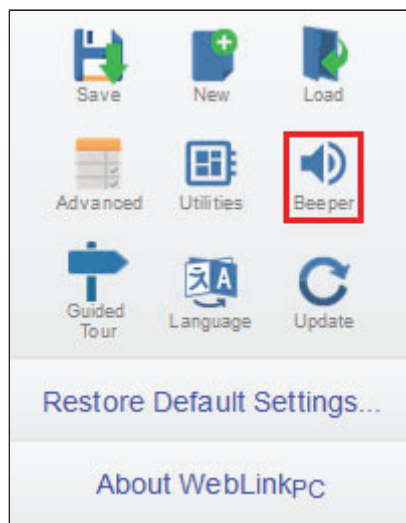 Save New Load
Advanced Utilities Beeper
Guided
Tour Language Update
Restore Default Settings...
About WebLinkPC